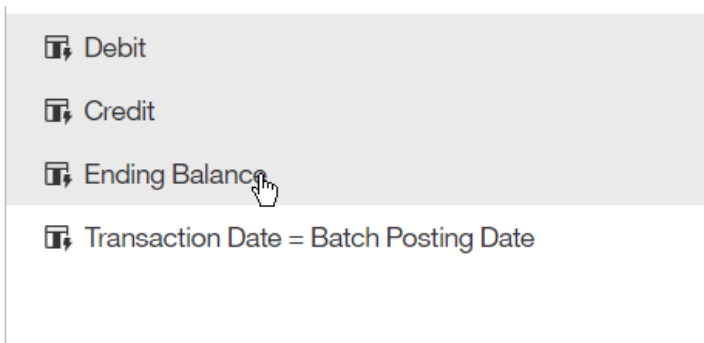 Debit
Credit
Ending Balance
Transaction Date = Batch Posting Date